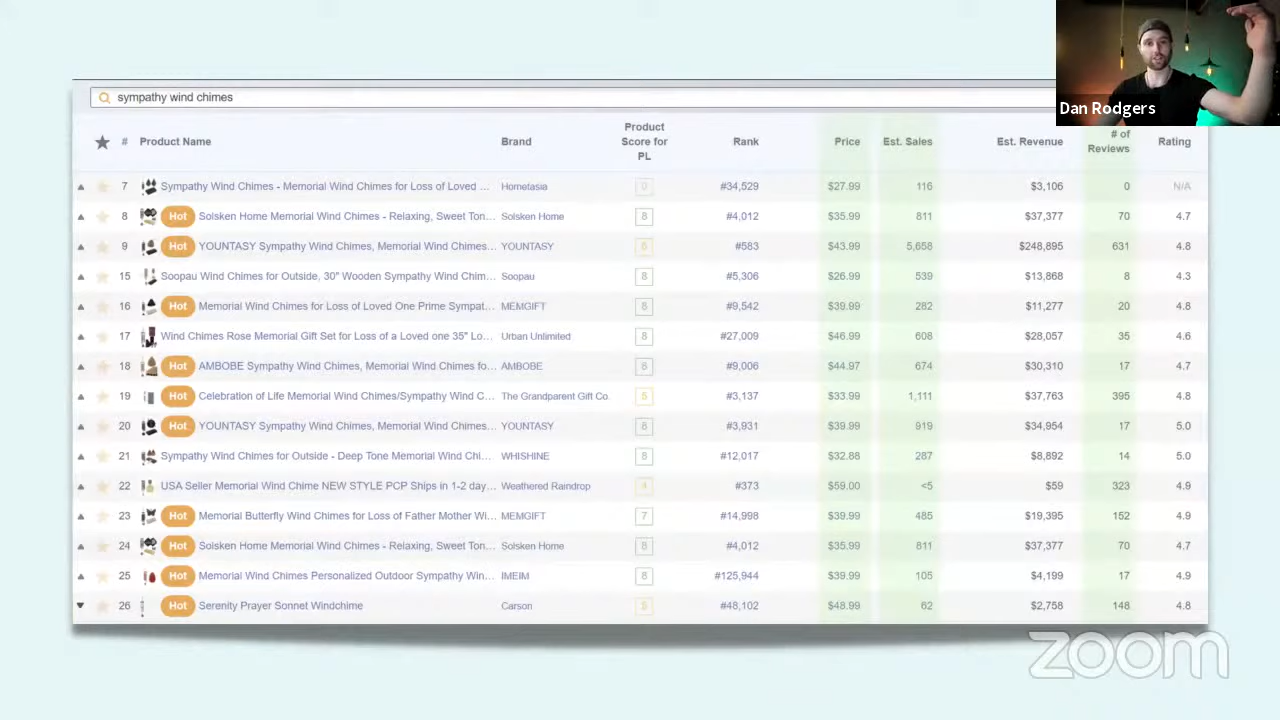 Dan Rodgers
sympathy wind chimes
# Product Name Brand Product Score for PL Rank Price Est. Sales Est. Revenue # of Reviews Rating
7 Sympathy Wind Chimes - Memorial Wind Chimes for Loss of Loved ... Hometasia 0 #34,529 $27.99 116 $3,106 0 N/A
8 Hot Solsken Home Memorial Wind Chimes - Relaxing, Sweet Ton... Solsken Home 8 #4,012 $35.99 811 $37,377 70 4.7
9 Hot YOUNTASY Sympathy Wind Chimes, Memorial Wind Chimes... YOUNTASY #583 $43.99 5,658 $248,895 631 4.8
15 Soopau Wind Chimes for Outside, 30" Wooden Sympathy Wind Chim... Soopau 8 #5,306 $26.99 539 $13,868 8 4.3
16 Hot Memorial Wind Chimes for Loss of Loved One Prime Sympat... MEMGIFT 8 #9,542 $39.99 282 $11,277 20 4.8
17 Wind Chimes Rose Memorial Gift Set for Loss of a Loved one 35" Lo... Urban Unlimited 8 #27,009 $46.99 608 $28,057 35 4.6
18 Hot AMBOBE Sympathy Wind Chimes, Memorial Wind Chimes fo... AMBOBE 8 #9,006 $44.97 674 $30,310 17 4.7
19 Hot Celebration of Life Memorial Wind Chimes/Sympathy Wind C... The Grandparent Gift Co. 5 #3,137 $33.99 1,111 $37,763 395 4.8
20 Hot YOUNTASY Sympathy Wind Chimes, Memorial Wind Chimes... YOUNTASY 8 #3,931 $39.99 919 $34,954 17 5.0
21 Sympathy Wind Chimes for Outside - Deep Tone Memorial Wind Chi... WHISHINE 8 #12,017 $32.88 287 $8,892 14 5.0
22 USA Seller Memorial Wind Chime NEW STYLE PCP Ships in 1-2 day... Weathered Raindrop 4 #373 $59.00 <5 $59 323 4.9
23 Hot Memorial Butterfly Wind Chimes for Loss of Father Mother Wi... MEMGIFT 7 #14,998 $39.99 485 $19,395 152 4.9
24 Hot Solsken Home Memorial Wind Chimes - Relaxing, Sweet Ton... Solsken Home 8 #4,012 $35.99 811 $37,377 70 4.7
25 Hot Memorial Wind Chimes Personalized Outdoor Sympathy Win... IMEIM 8 #125,944 $39.99 105 $4,199 17 4.9
26 Hot Serenity Prayer Sonnet Windchime Carson 5 #48,102 $48.99 62 $2,758 148 4.8
zoom